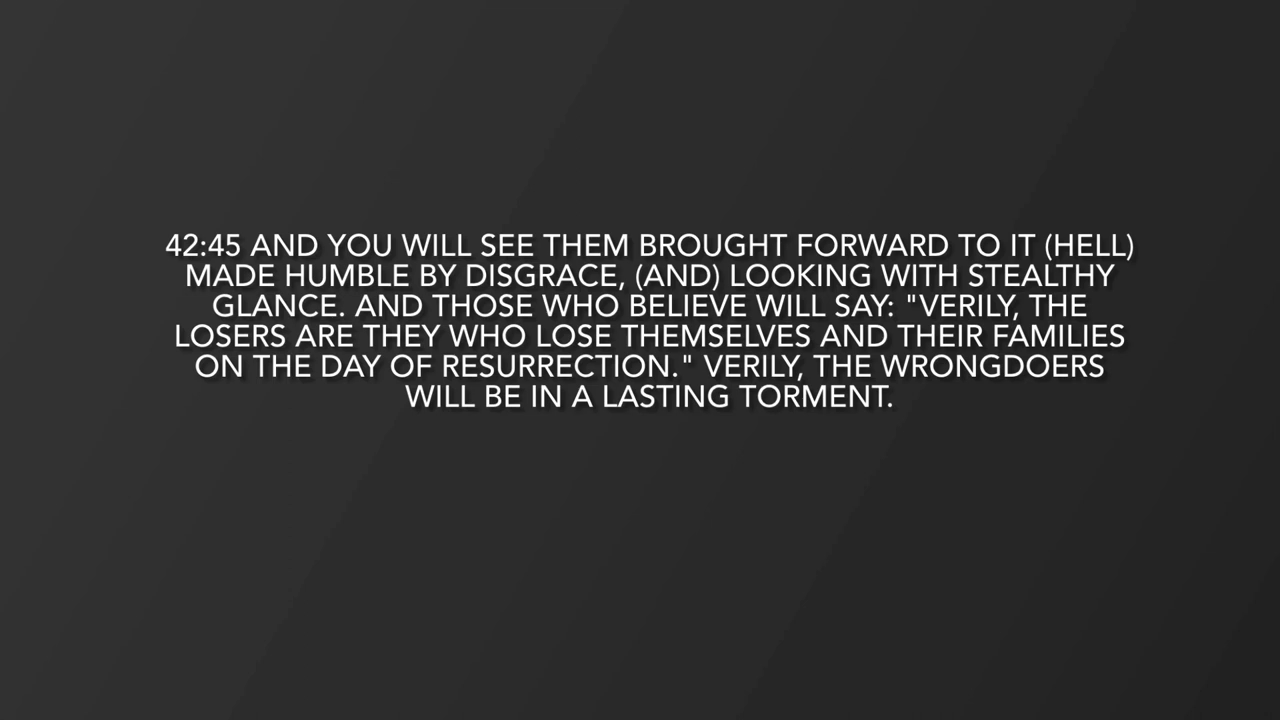 42:45 AND YOU WILL SEE THEM BROUGHT FORWARD TO IT (HELL)
MADE HUMBLE BY DISGRACE, (AND) LOOKING WITH STEALTHY
GLANCE. AND THOSE WHO BELIEVE WILL SAY: "VERILY, THE
LOSERS ARE THEY WHO LOSE THEMSELVES AND THEIR FAMILIES
ON THE DAY OF RESURRECTION." VERILY, THE WRONGDOERS
WILL BE IN A LASTING TORMENT.